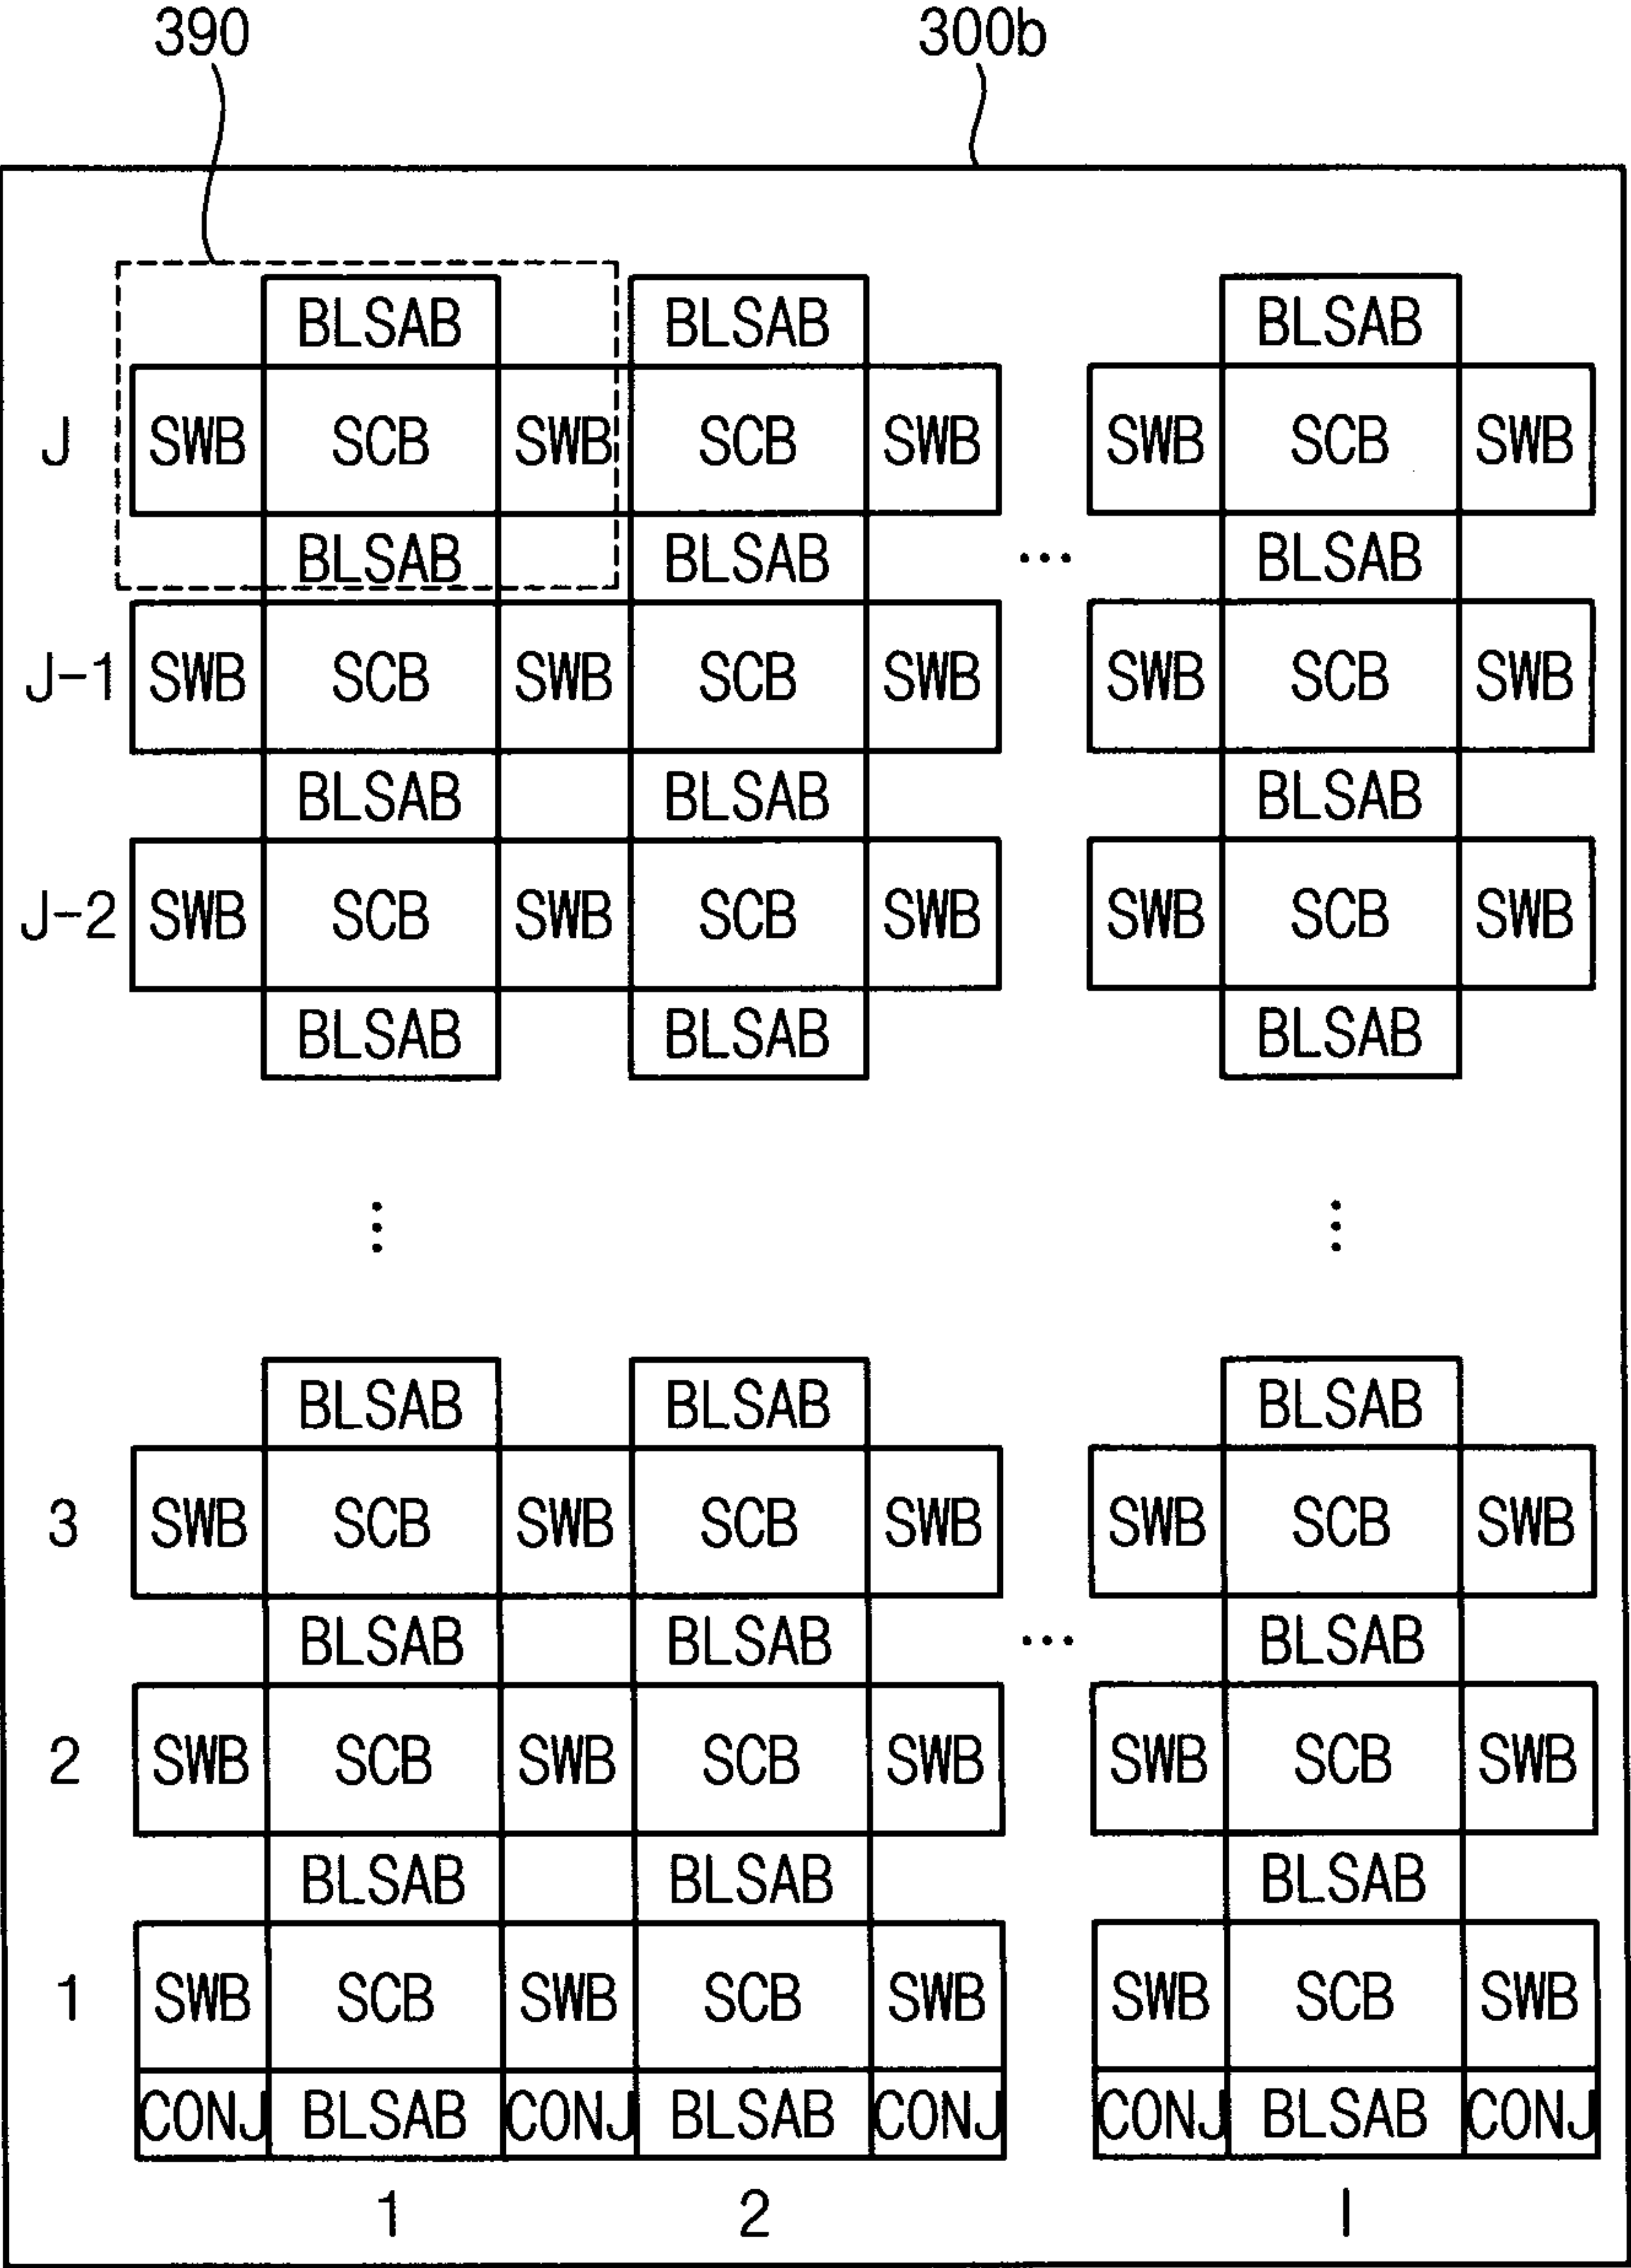 390 300b
BLSAB BLSAB BLSAB
J SWB SCB SWB SCB SWB SWB SCB SWB
BLSAB BLSAB ... BLSAB
J-1 SWB SCB SWB SCB SWB SWB SCB SWB
BLSAB BLSAB BLSAB
J-2 SWB SCB SWB SCB SWB SWB SCB SWB
BLSAB BLSAB BLSAB
⋮ ⋮
BLSAB BLSAB BLSAB
3 SWB SCB SWB SCB SWB SWB SCB SWB
BLSAB BLSAB ... BLSAB
2 SWB SCB SWB SCB SWB SWB SCB SWB
BLSAB BLSAB BLSAB
1 SWB SCB SWB SCB SWB SWB SCB SWB
CONJ BLSAB CONJ BLSAB CONJ CONJ BLSAB CONJ
1 2 I